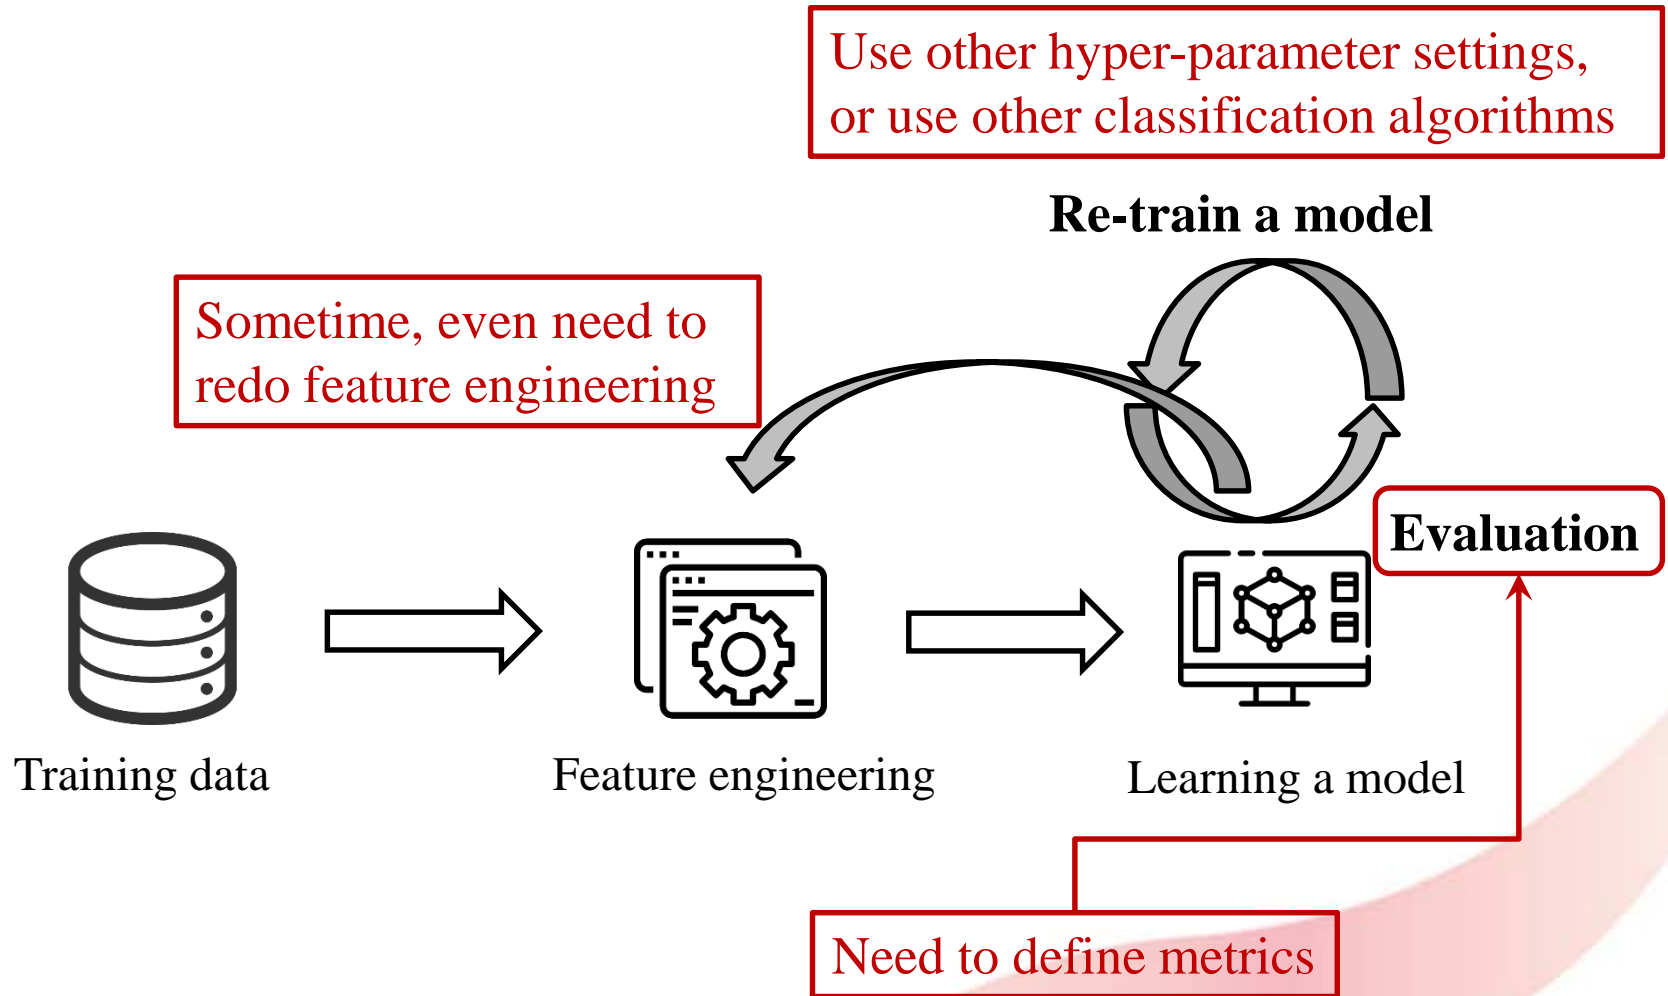 Use other hyper-parameter settings,
or use other classification algorithms
Re-train a model
Sometime, even need to
redo feature engineering
Evaluation
Training data
Feature engineering
Learning a model
Need to define metrics